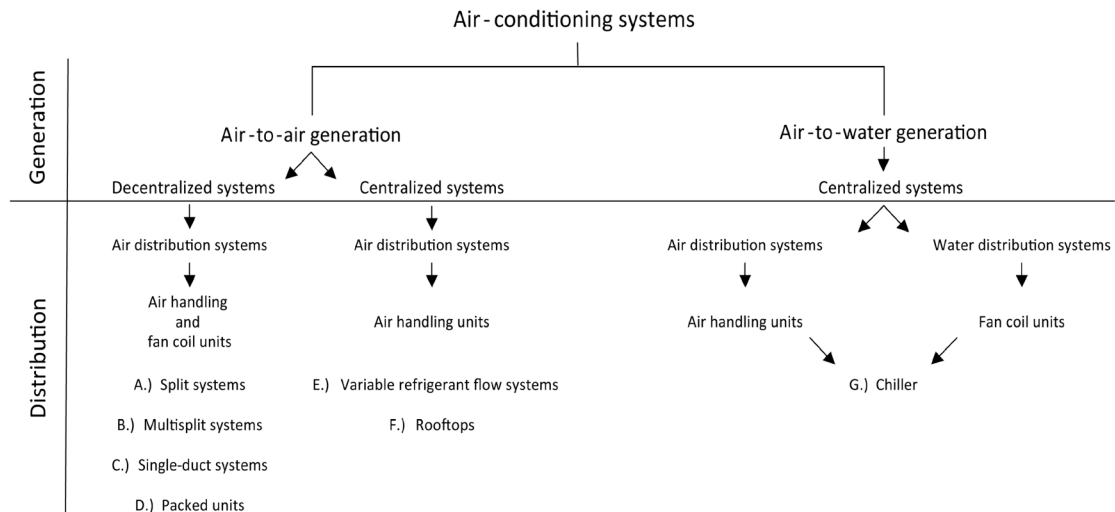 Air-conditioning systems
Generation
Air-to-air generation
Air-to-water generation
Decentralized systems
Centralized systems
Centralized systems
Distribution
Air distribution systems
Air distribution systems
Air distribution systems
Water distribution systems
Air handling
and
fan coil units
Air handling units
Air handling units
Fan coil units
A.) Split systems
B.) Multisplit systems
C.) Single-duct systems
D.) Packed units
E.) Variable refrigerant flow systems
F.) Rooftops
G.) Chiller